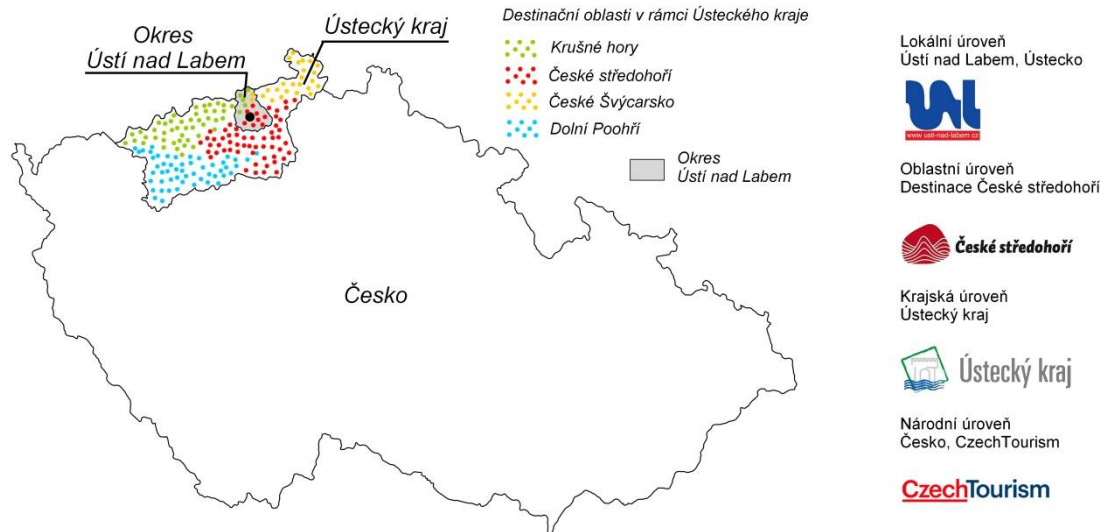 Okres
Ústí nad Labem
Ústecký kraj
Destinační oblasti v rámci Ústeckého kraje
Krušné hory
České středohoří
České Švýcarsko
Dolní Poohří
Okres
Ústí nad Labem
Česko
Lokální úroveň
Ústí nad Labem, Ústecko
UNL
www.usti-nad-labem.cz
Oblastní úroveň
Destinace České středohoří
České středohoří
Krajská úroveň
Ústecký kraj
Ústecký kraj
Národní úroveň
Česko, CzechTourism
CzechTourism